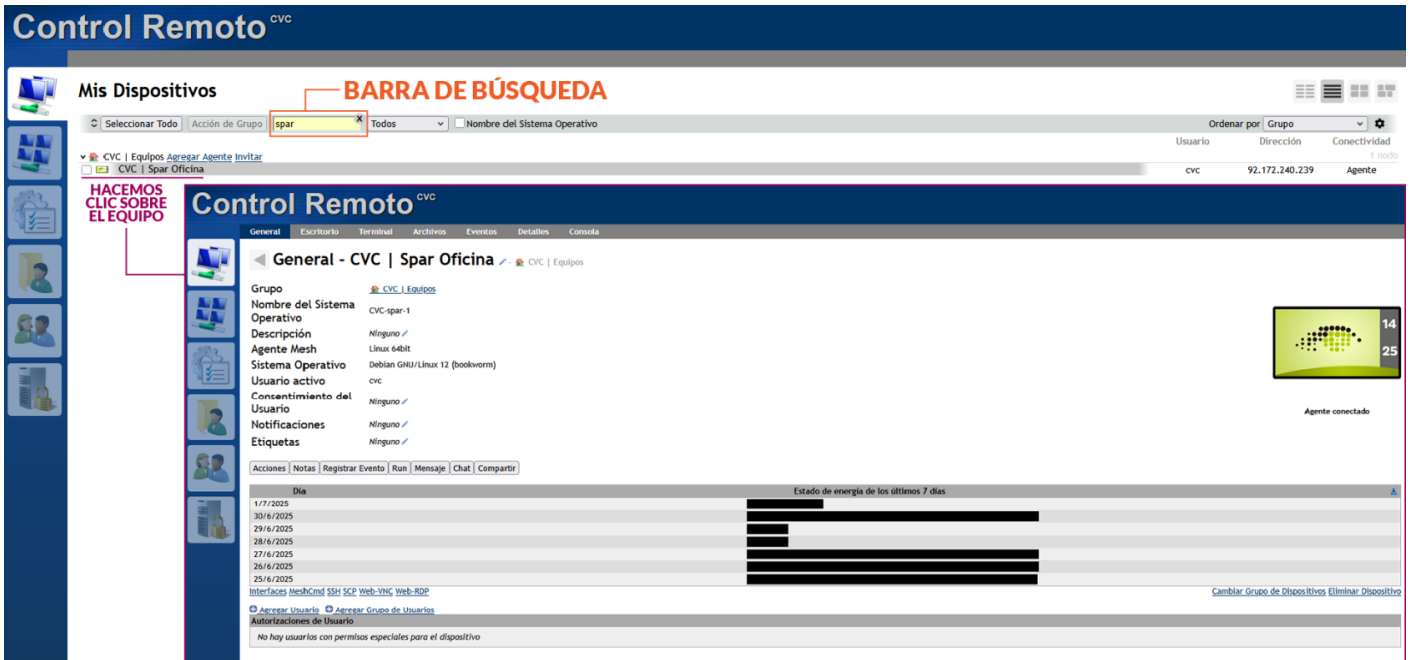 Control Remoto CVC
Mis Dispositivos
BARRA DE BÚSQUEDA
Seleccionar Todo Acción de Grupo spar x Todos Nombre del Sistema Operativo Ordenar por Grupo
Usuario Dirección Conectividad
CVC | Equipos Agregar Agente Invitar 1 nodo
CVC | Spar Oficina cvc 92.172.240.239 Agente
HACEMOS
CLIC SOBRE
EL EQUIPO
Control Remoto CVC
General Escritorio Terminal Archivos Eventos Detalles Consola
General - CVC | Spar Oficina - CVC | Equipos
Grupo CVC | Equipos
Nombre del Sistema
Operativo CVC-spar-1
Descripción Ninguno
Agente Mesh Linux 64bit
Sistema Operativo Debian GNU/Linux 12 (bookworm)
Usuario activo cvc
Consentimiento del
Usuario Ninguno
Notificaciones Ninguno
Etiquetas Ninguno
14
25
Agente conectado
Acciones Notas Registrar Evento Run Mensaje Chat Compartir
Día Estado de energía de los últimos 7 días
1/7/2025
30/6/2025
29/6/2025
28/6/2025
27/6/2025
26/6/2025
25/6/2025
Interfaces MeshCmd SSH SCP Web-VNC Web-RDP Cambiar Grupo de Dispositivos Eliminar Dispositivo
Agregar Usuario Agregar Grupo de Usuarios
Autorizaciones de Usuario
No hay usuarios con permisos especiales para el dispositivo